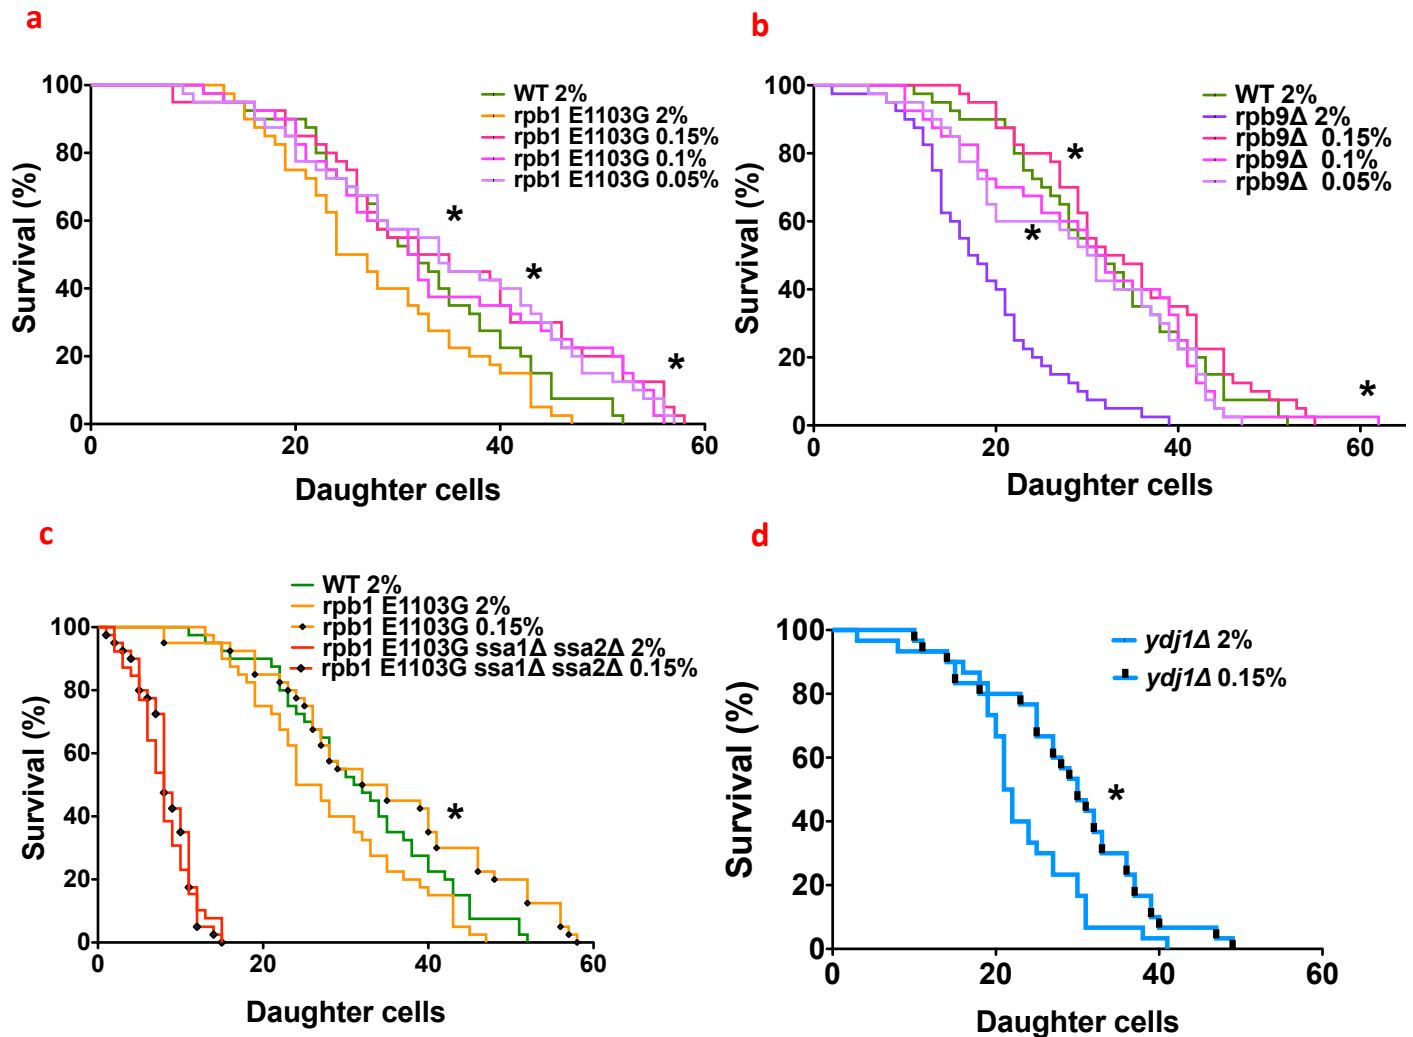 a
100
80
60
40
20
0
Survival (%)
0 20 40 60
Daughter cells
WT 2%
rpb1 E1103G 2%
rpb1 E1103G 0.15%
rpb1 E1103G 0.1%
rpb1 E1103G 0.05%
*
*
*
b
100
80
60
40
20
0
Survival (%)
0 20 40 60
Daughter cells
WT 2%
rpb9Δ 2%
rpb9Δ 0.15%
rpb9Δ 0.1%
rpb9Δ 0.05%
*
*
*
c
WT 2%
rpb1 E1103G 2%
rpb1 E1103G 0.15%
rpb1 E1103G ssa1Δ ssa2Δ 2%
rpb1 E1103G ssa1Δ ssa2Δ 0.15%
100
80
60
40
20
0
Survival (%)
0 20 40 60
Daughter cells
*
d
100
80
60
40
20
0
Survival (%)
0 20 40 60
Daughter cells
ydj1Δ 2%
ydj1Δ 0.15%
*